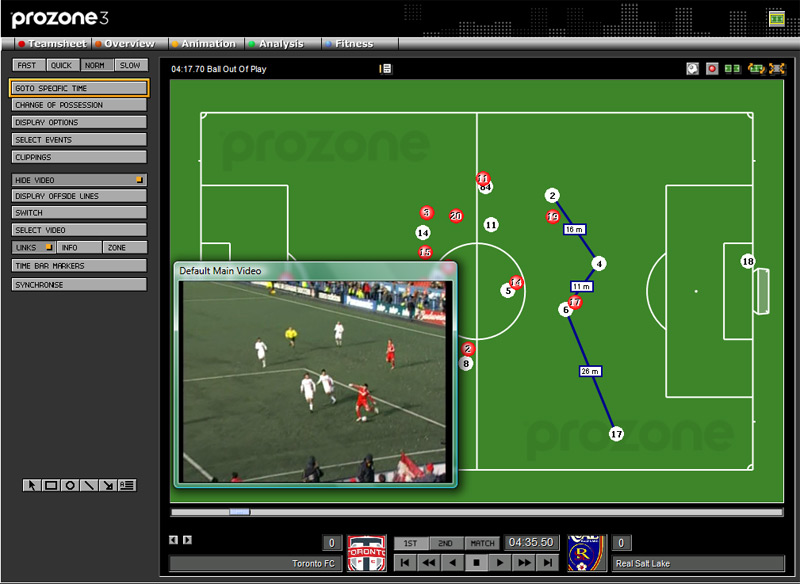 prozone3
Teamsheet Overview Animation Analysis Fitness
FAST QUICK NORM SLOW
04:17.70 Ball Out Of Play
GOTO SPECIFIC TIME
CHANGE OF POSSESSION
DISPLAY OPTIONS
SELECT EVENTS
CLIPPINGS
HIDE VIDEO
DISPLAY OFFSIDE LINES
SWITCH
SELECT VIDEO
LINKS INFO ZONE
TIME BAR MARKERS
SYNCHRONISE
prozone
11
64
2
3
20
19
14
11
16 m
15
4
18
Default Main Video
14
5
11 m
17
6
2
8
26 m
17
prozone
0
TORONTO
FC
1ST 2ND MATCH
04:35.50
REAL
0
Toronto FC
Real Salt Lake